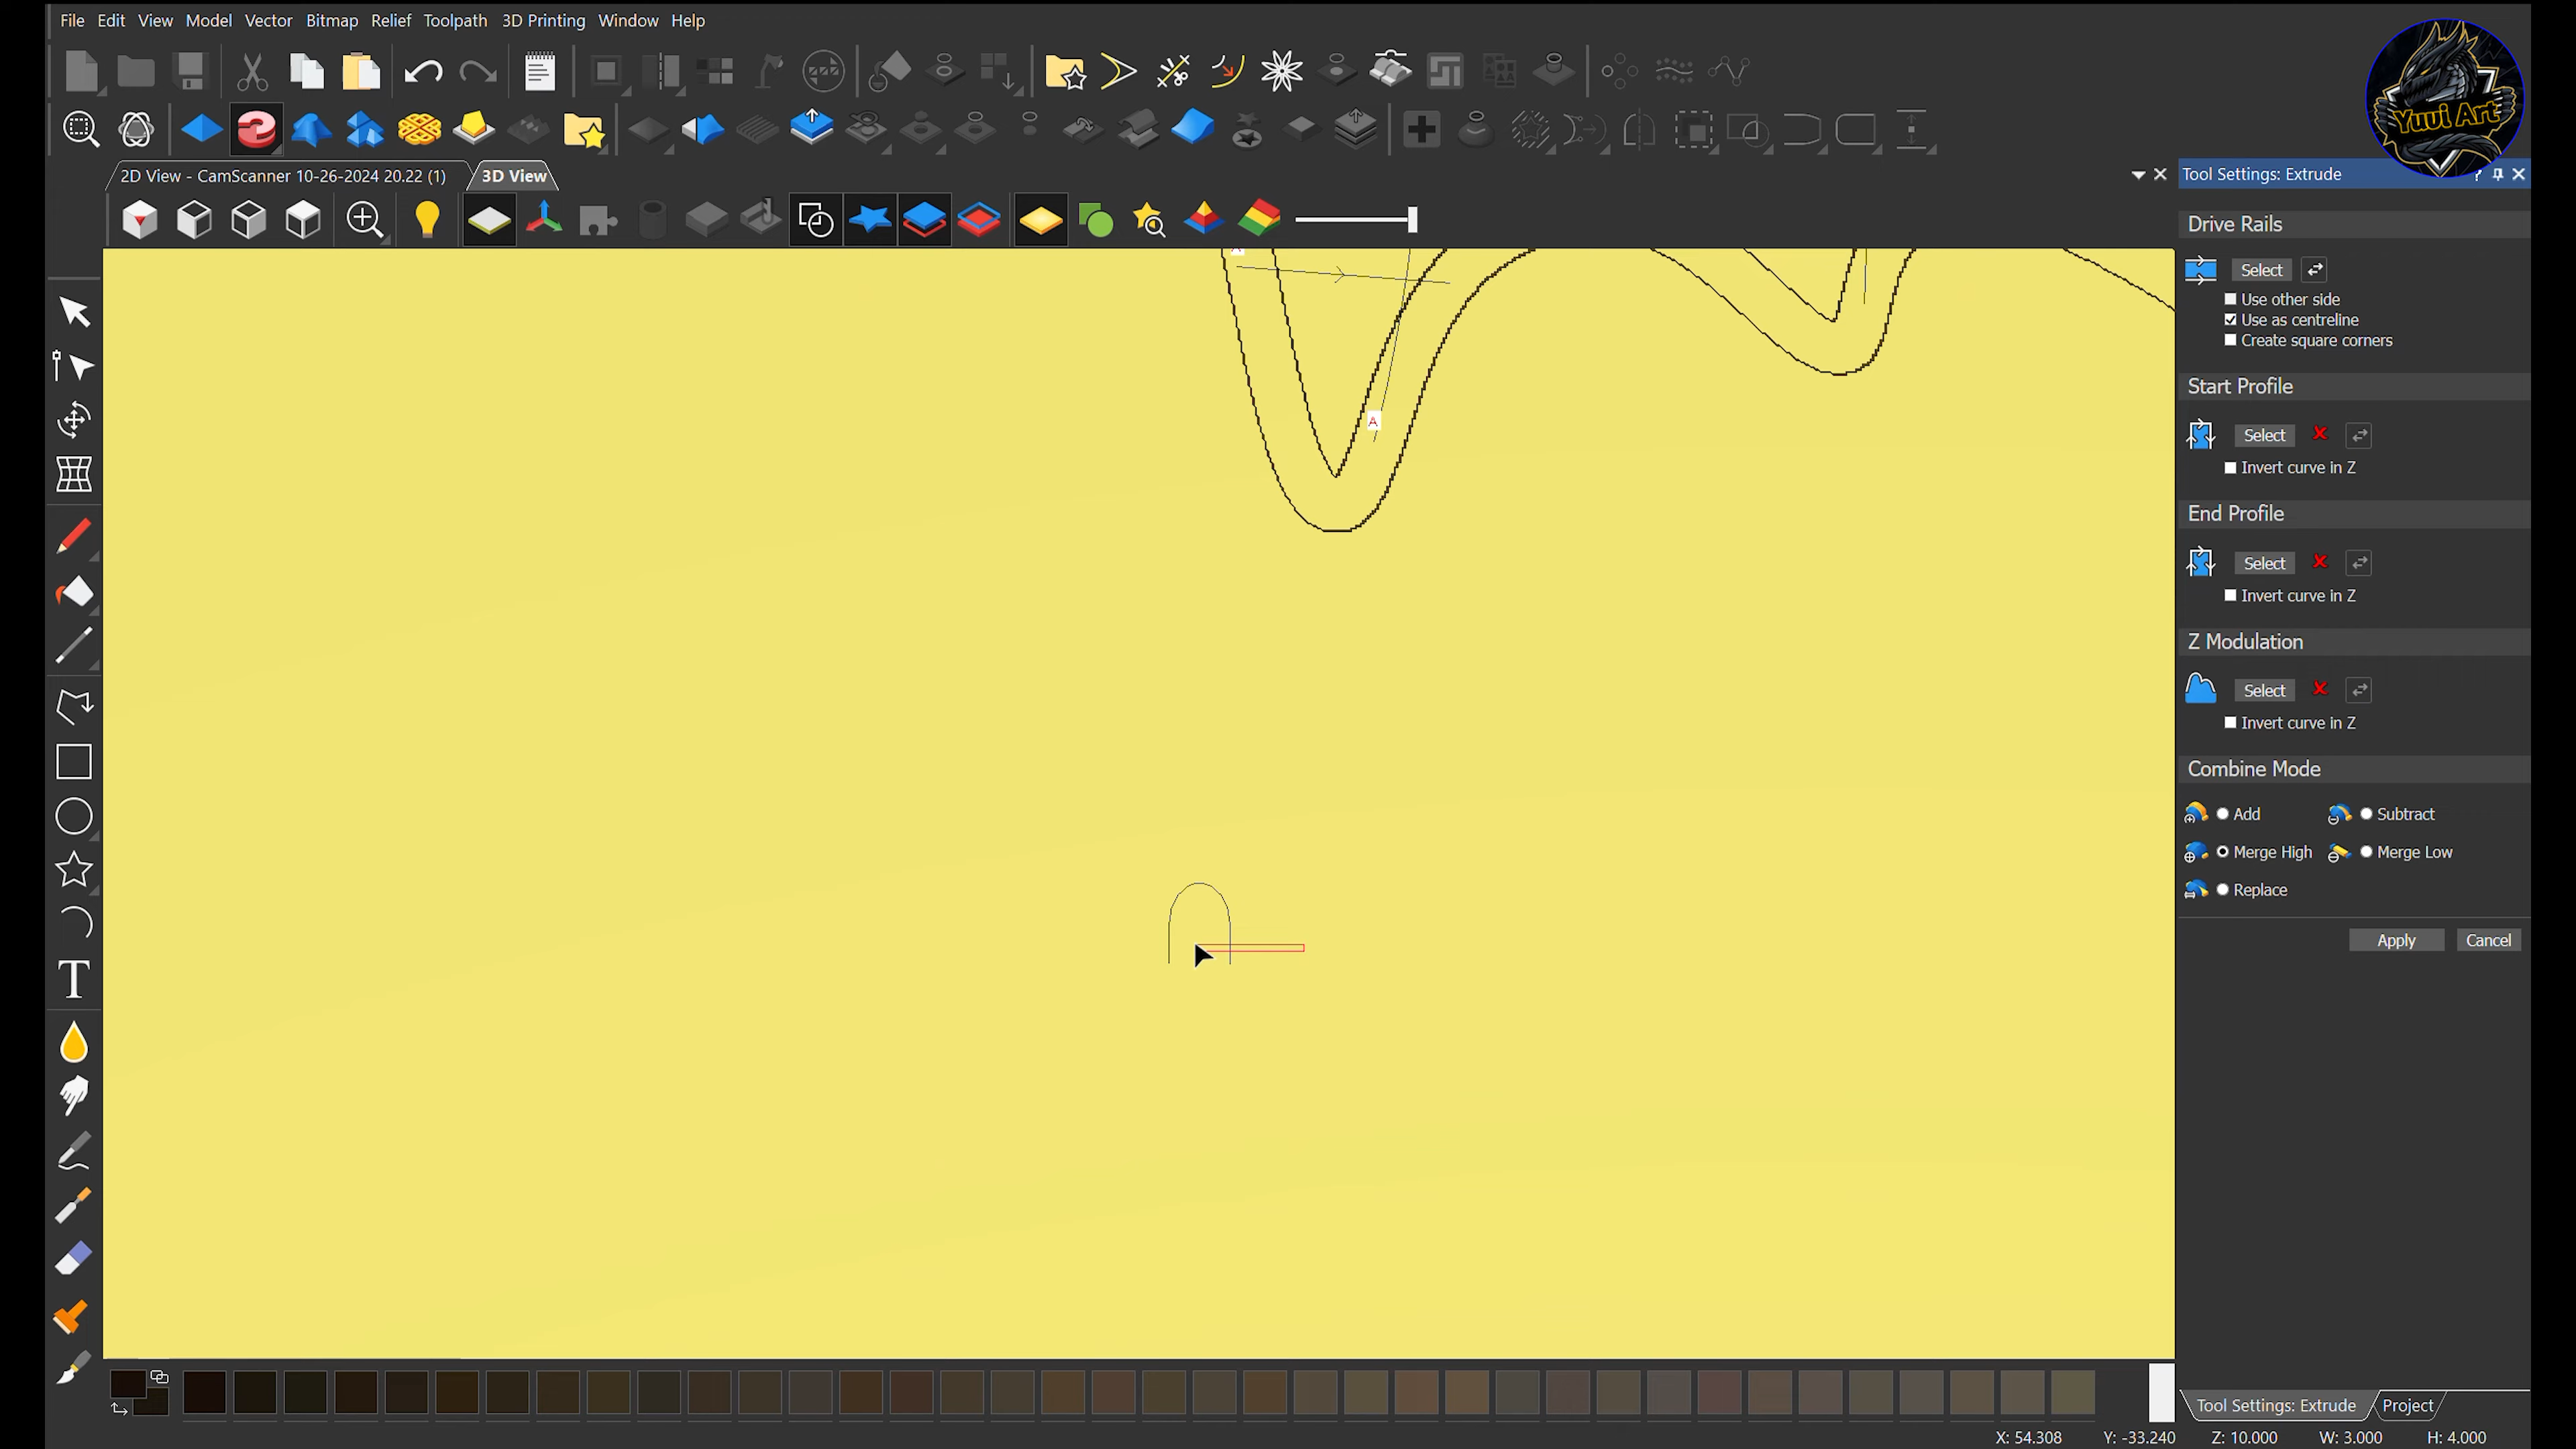 File Edit View Model Vector Bitmap Relief Toolpath 3D Printing Window Help
Yuvi Art
2D View - CamScanner 10-26-2024 20.22 (1) 3D View
Tool Settings: Extrude
Drive Rails
Select
Use other side
Use as centreline
Create square corners
Start Profile
Select
Invert curve in Z
End Profile
Select
Invert curve in Z
Z Modulation
Select
Invert curve in Z
Combine Mode
Add Subtract
Merge High Merge Low
Replace
Apply Cancel
A
T
Tool Settings: Extrude Project
X: 54.308 Y: -33.240 Z: 10.000 W: 3.000 H: 4.000